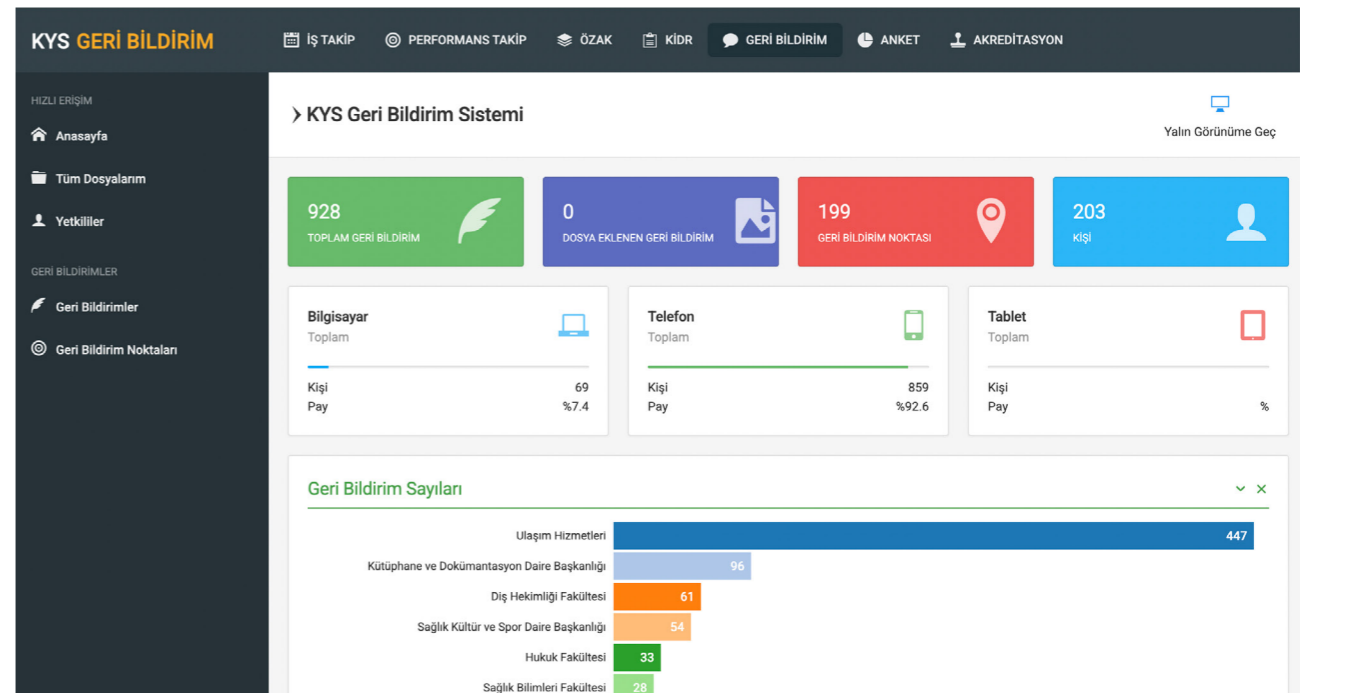 KYS GERİ BİLDİRİM
İŞ TAKİP PERFORMANS TAKİP ÖZAK KİDR GERİ BİLDİRİM ANKET AKREDİTASYON
HIZLI ERİŞİM
Anasayfa
Tüm Dosyalarım
Yetkililer
GERİ BİLDİRİMLER
Geri Bildirimler
Geri Bildirim Noktaları
KYS Geri Bildirim Sistemi
Yalın Görünüme Geç
928
TOPLAM GERİ BİLDİRİM
0
DOSYA EKLENEN GERİ BİLDİRİM
199
GERİ BİLDİRİM NOKTASI
203
KİŞİ
Bilgisayar
Toplam
Kişi 69
Pay %7.4
Telefon
Toplam
Kişi 859
Pay %92.6
Tablet
Toplam
Kişi
Pay %
Geri Bildirim Sayıları
Ulaşım Hizmetleri 447
Kütüphane ve Dokümantasyon Daire Başkanlığı 96
Diş Hekimliği Fakültesi 61
Sağlık Kültür ve Spor Daire Başkanlığı 54
Hukuk Fakültesi 33
Sağlık Bilimleri Fakültesi 28